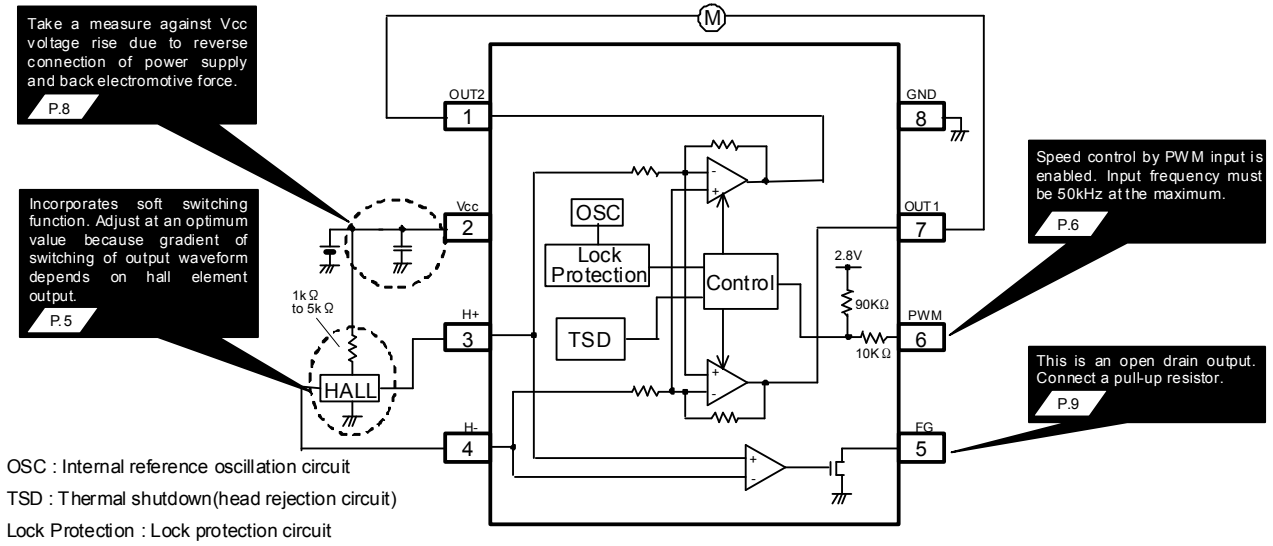 Take a measure against Vcc
voltage rise due to reverse
connection of power supply
and back electromotive force.
P.8
Incorporates soft switching
function. Adjust at an optimum
value because gradient of
switching of output waveform
depends on hall element
output.
P.5
M
OUT2
1
Vcc
2
1kΩ
to 5kΩ
HALL
H+
3
H-
4
-
+
OSC
Lock
Protection
Control
TSD
+
-
+
-
2.8V
90KΩ
10KΩ
GND
8
OUT1
7
PWM
6
FG
5
Speed control by PWM input is
enabled. Input frequency must
be 50kHz at the maximum.
P.6
This is an open drain output.
Connect a pull-up resistor.
P.9
OSC : Internal reference oscillation circuit
TSD : Thermal shutdown(head rejection circuit)
Lock Protection : Lock protection circuit